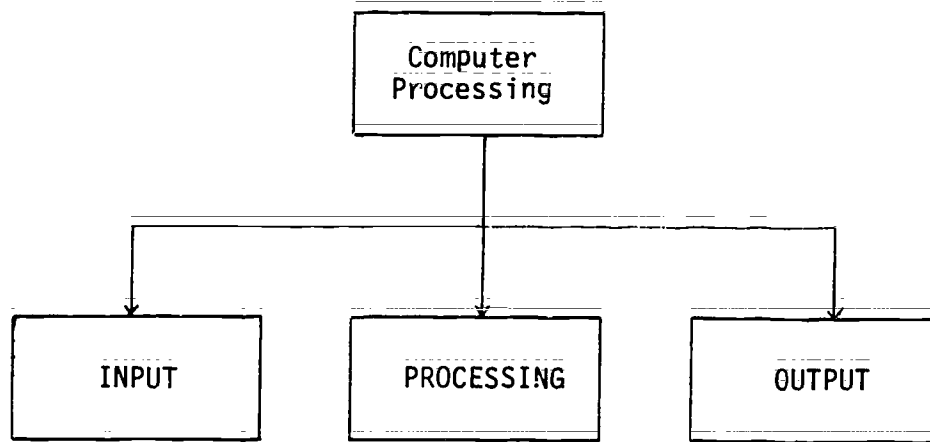 Computer
Processing
INPUT
PROCESSING
OUTPUT